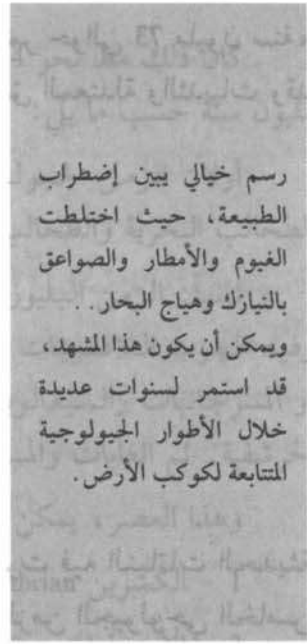 رسم خيالي يبين إضطراب
الطبيعة، حيث اختلطت
الغيوم والأمطار والصواعق
بالنيازك وهياج البحار..
ويمكن أن يكون هذا المشهد،
قد استمر لسنوات عديدة
خلال الأطوار الجيولوجية
المتتابعة لكوكب الأرض.